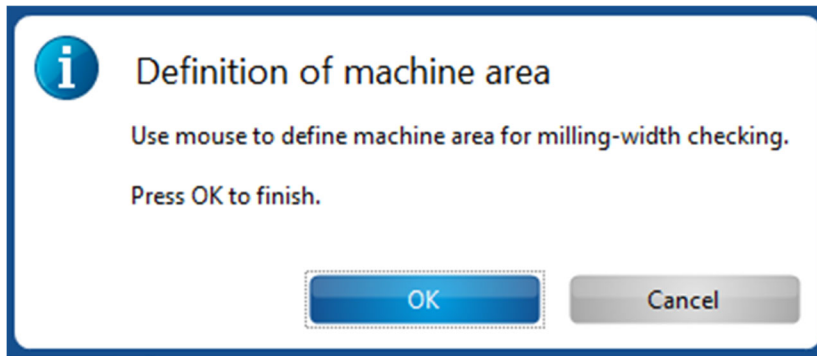 Definition of machine area
Use mouse to define machine area for milling-width checking.
Press OK to finish.
OK
Cancel